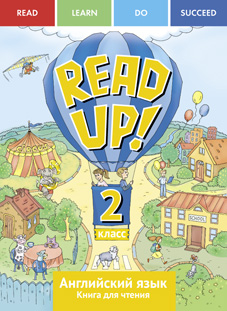 READ LEARN DO SUCCEED
READ
UP!
2
класс
SCHOOL
Английский язык
Книга для чтения